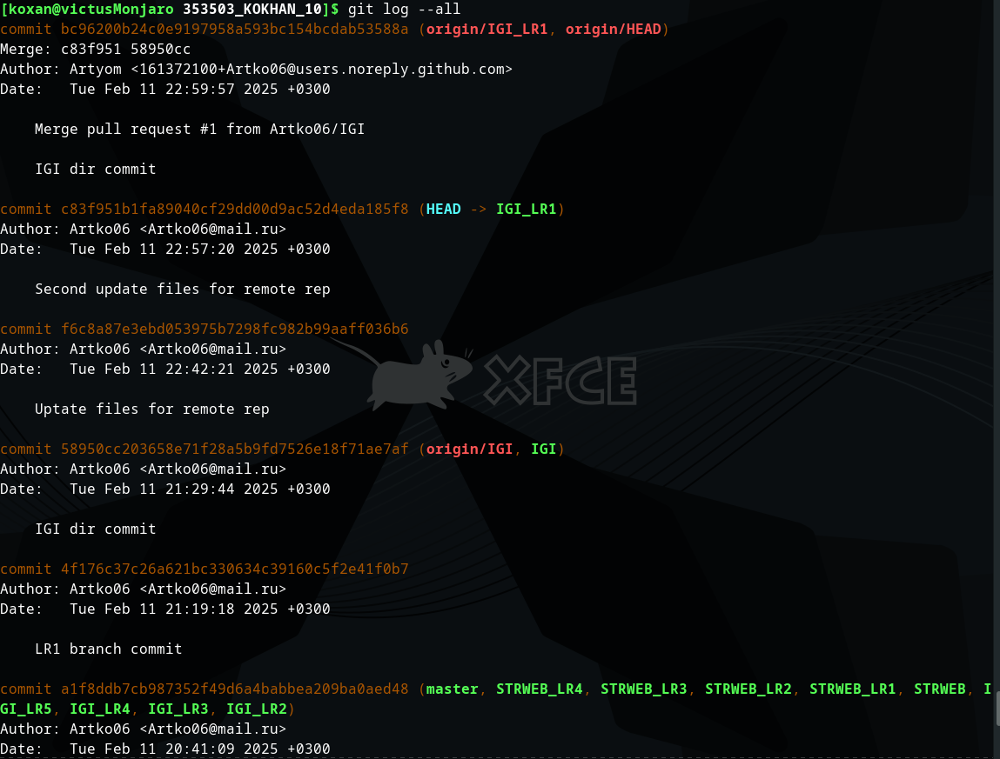 [koxan@victusMonjaro 353503_KOKHAN_10]$ git log --all
commit bc96200b24c0e9197958a593bc154bcdab53588a (origin/IGI_LR1, origin/HEAD)
Merge: c83f951 58950cc
Author: Artyom <161372100+Artko06@users.noreply.github.com>
Date:   Tue Feb 11 22:59:57 2025 +0300
    Merge pull request #1 from Artko06/IGI
    IGI dir commit
commit c83f951b1fa89040cf29dd00d9ac52d4eda185f8 (HEAD -> IGI_LR1)
Author: Artko06 <Artko06@mail.ru>
Date:   Tue Feb 11 22:57:20 2025 +0300
    Second update files for remote rep
commit f6c8a87e3ebd053975b7298fc982b99aaff036b6
Author: Artko06 <Artko06@mail.ru>
Date:   Tue Feb 11 22:42:21 2025 +0300
XFCE
    Uptate files for remote rep
commit 58950cc203658e71f28a5b9fd7526e18f71ae7af (origin/IGI, IGI)
Author: Artko06 <Artko06@mail.ru>
Date:   Tue Feb 11 21:29:44 2025 +0300
    IGI dir commit
commit 4f176c37c26a621bc330634c39160c5f2e41f0b7
Author: Artko06 <Artko06@mail.ru>
Date:   Tue Feb 11 21:19:18 2025 +0300
    LR1 branch commit
commit a1f8ddb7cb987352f49d6a4babbea209ba0aed48 (master, STRWEB_LR4, STRWEB_LR3, STRWEB_LR2, STRWEB_LR1, STRWEB, I
GI_LR5, IGI_LR4, IGI_LR3, IGI_LR2)
Author: Artko06 <Artko06@mail.ru>
Date:   Tue Feb 11 20:41:09 2025 +0300